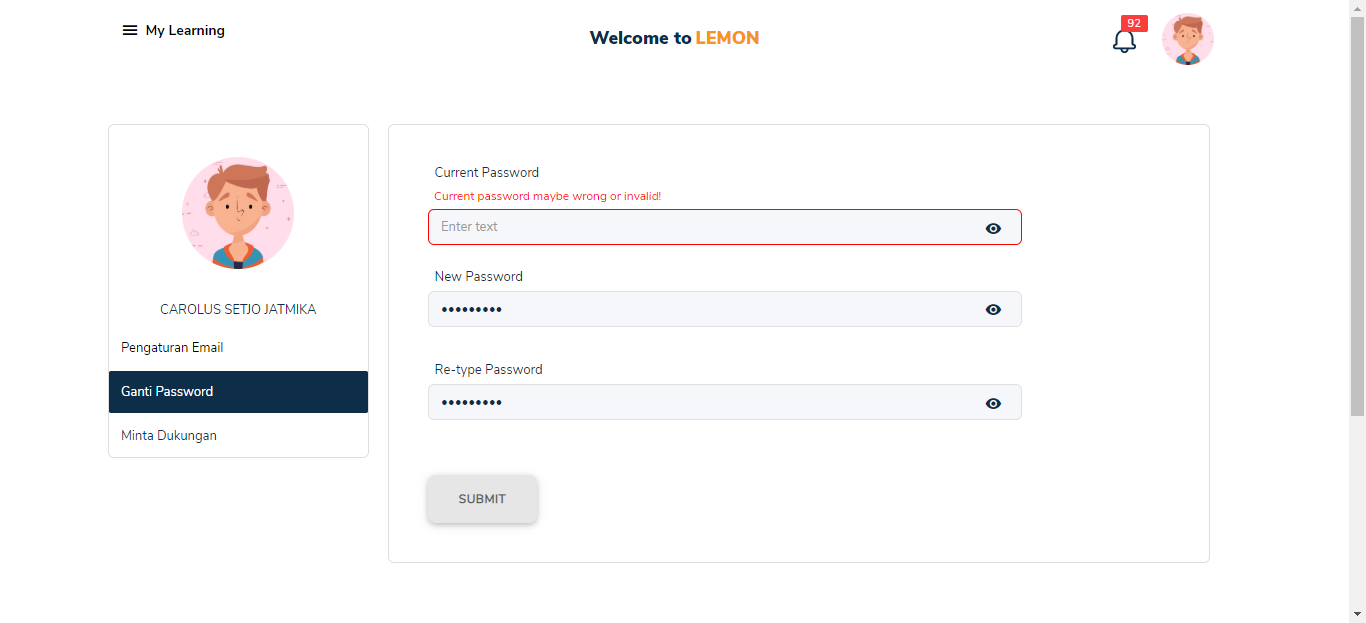 My Learning
Welcome to LEMON
92
CAROLUS SETJO JATMIKA
Pengaturan Email
Ganti Password
Minta Dukungan
Current Password
Current password maybe wrong or invalid!
Enter text
New Password
•••••••••
Re-type Password
•••••••••
SUBMIT